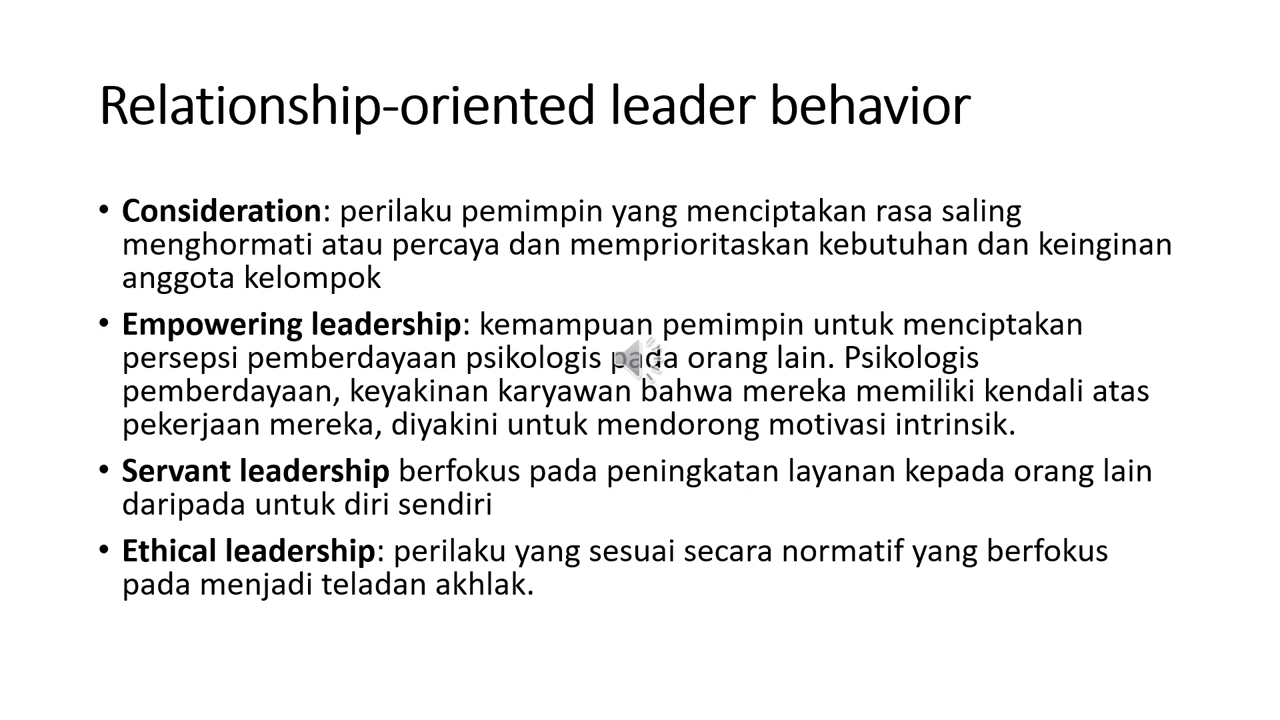 Relationship-oriented leader behavior
• Consideration: perilaku pemimpin yang menciptakan rasa saling
menghormati atau percaya dan memprioritaskan kebutuhan dan keinginan
anggota kelompok
• Empowering leadership: kemampuan pemimpin untuk menciptakan
persepsi pemberdayaan psikologis pada orang lain. Psikologis
pemberdayaan, keyakinan karyawan bahwa mereka memiliki kendali atas
pekerjaan mereka, diyakini untuk mendorong motivasi intrinsik.
• Servant leadership berfokus pada peningkatan layanan kepada orang lain
daripada untuk diri sendiri
• Ethical leadership: perilaku yang sesuai secara normatif yang berfokus
pada menjadi teladan akhlak.